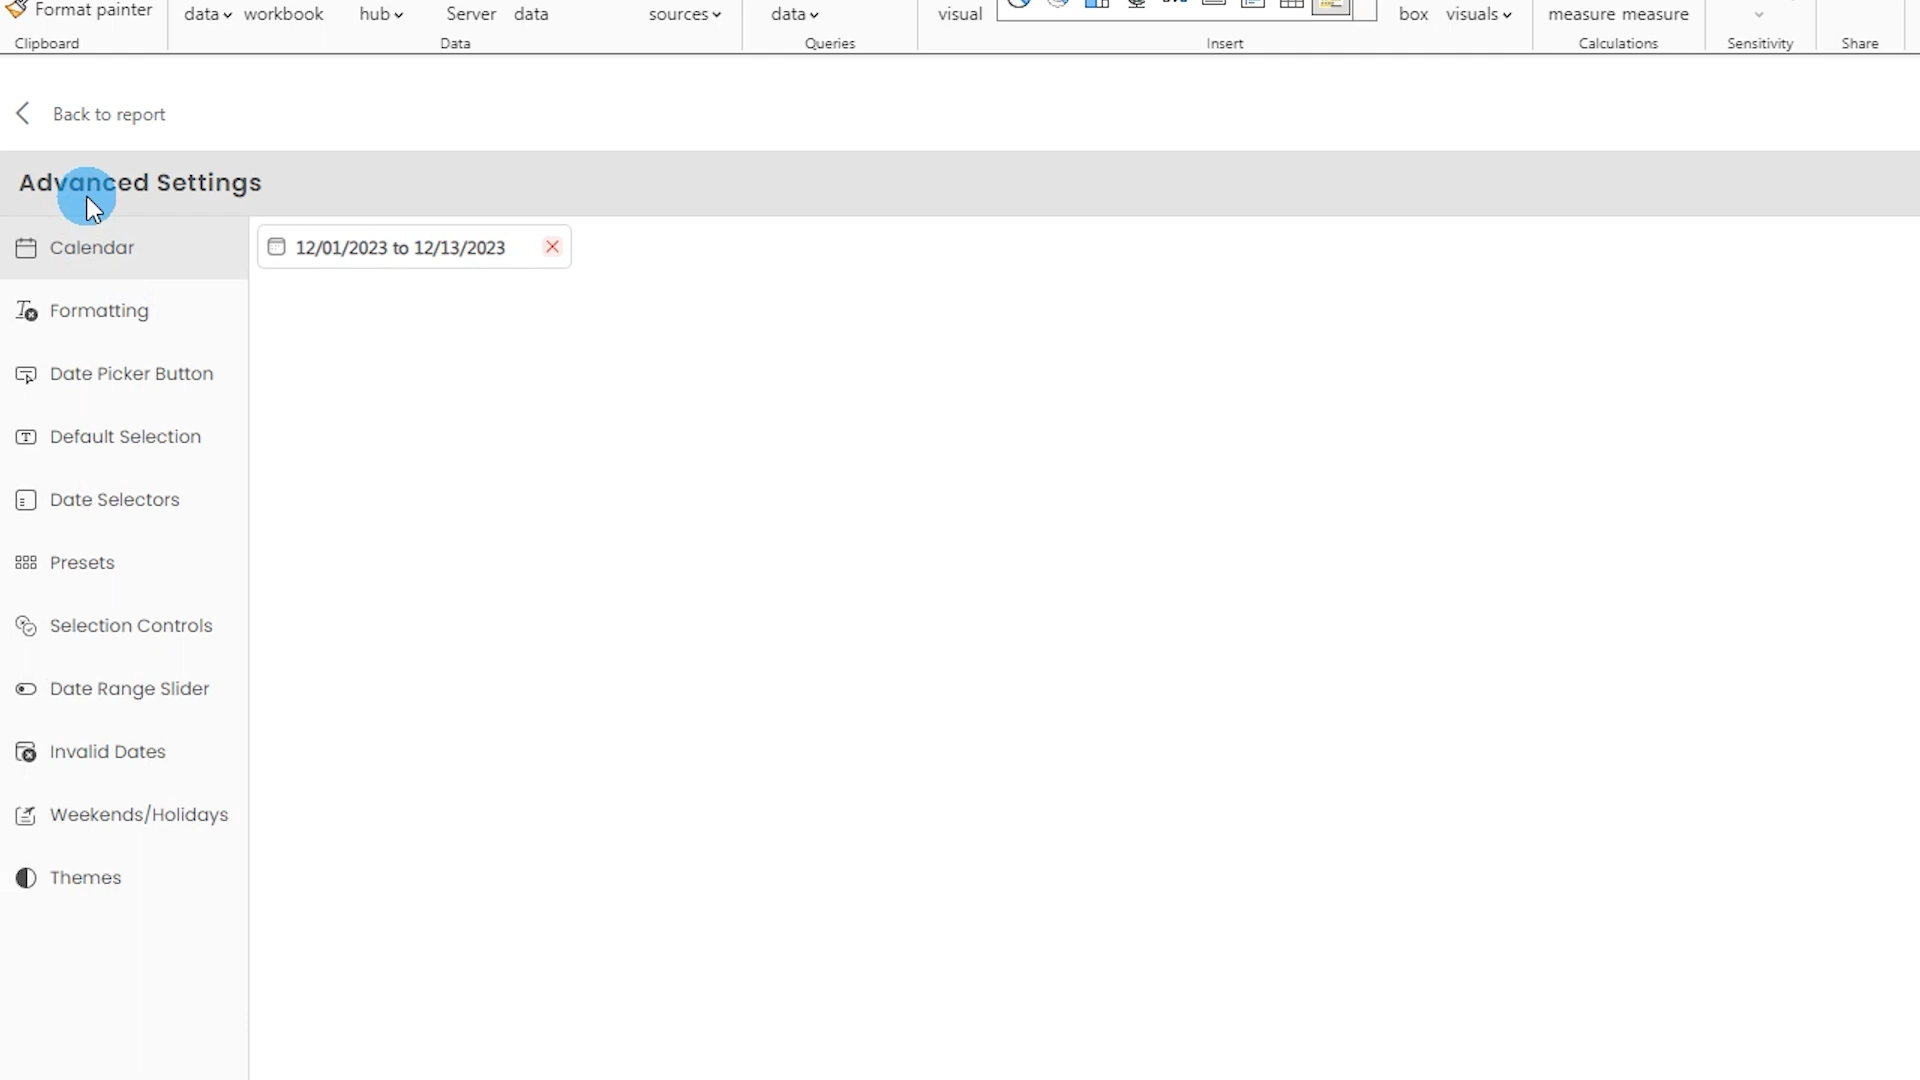 Format painter
data workbook hub Server data sources data visual box visuals measure measure
Clipboard Data Queries Insert Calculations Sensitivity Share
Back to report
Advanced Settings
Calendar
12/01/2023 to 12/13/2023
Formatting
Date Picker Button
Default Selection
Date Selectors
Presets
Selection Controls
Date Range Slider
Invalid Dates
Weekends/Holidays
Themes